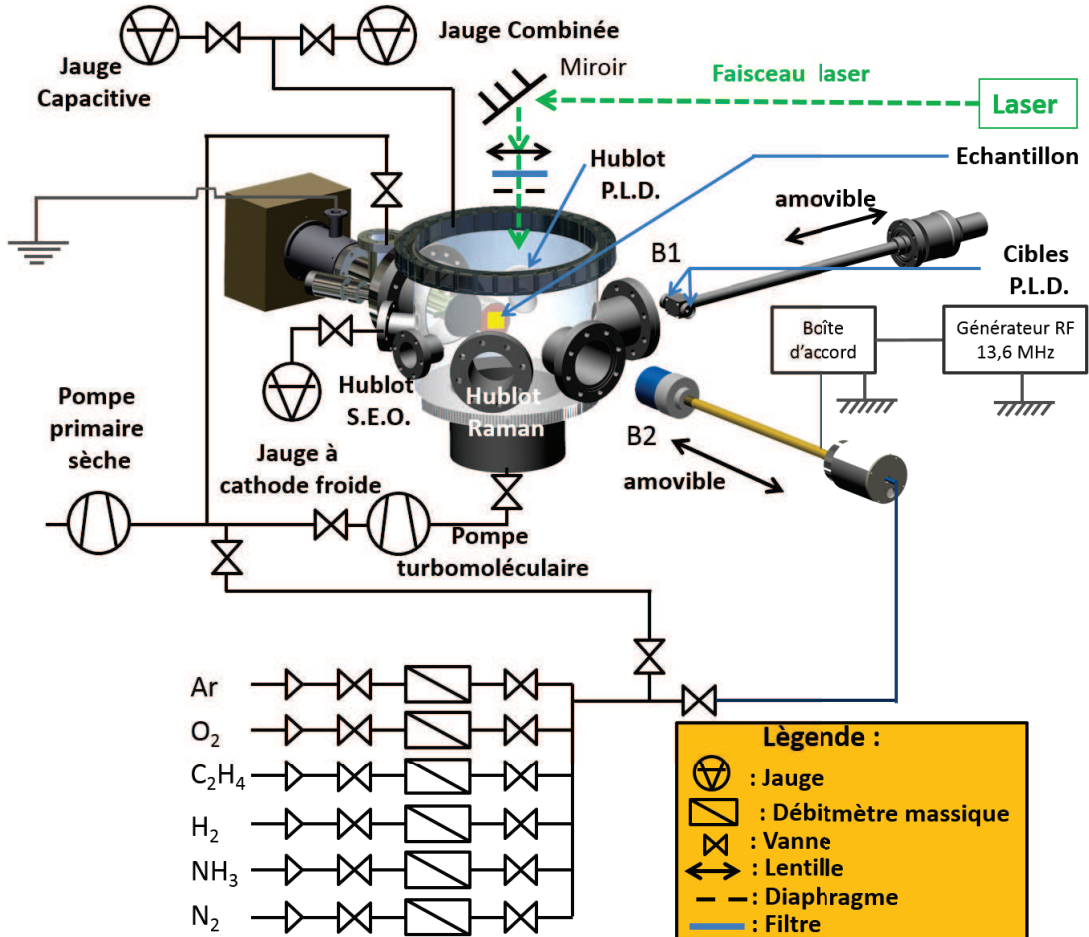 Jauge Combinée
Jauge
Capacitive
Miroir
Faisceau laser
Laser
Hublot
P.L.D.
Echantillon
amovible
B1
Cibles
P.L.D.
Boîte
d'accord
Générateur RF
13,6 MHz
Hublot
S.E.O.
Hublot
Raman
B2
amovible
Pompe
primaire
sèche
Jauge à
cathode froide
Pompe
turbomoléculaire
Ar
O₂
C₂H₄
H₂
NH₃
N₂
Lègende :
: Jauge
: Débitmètre massique
: Vanne
: Lentille
: Diaphragme
: Filtre